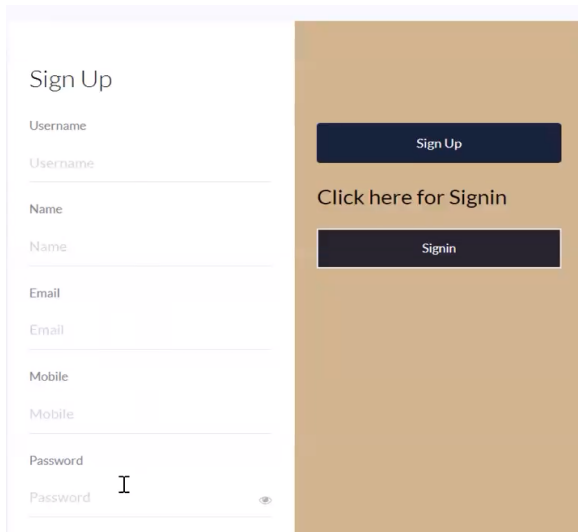 Sign Up
Username
Username
Name
Name
Email
Email
Mobile
Mobile
Password
Password
Sign Up
Click here for Signin
Signin